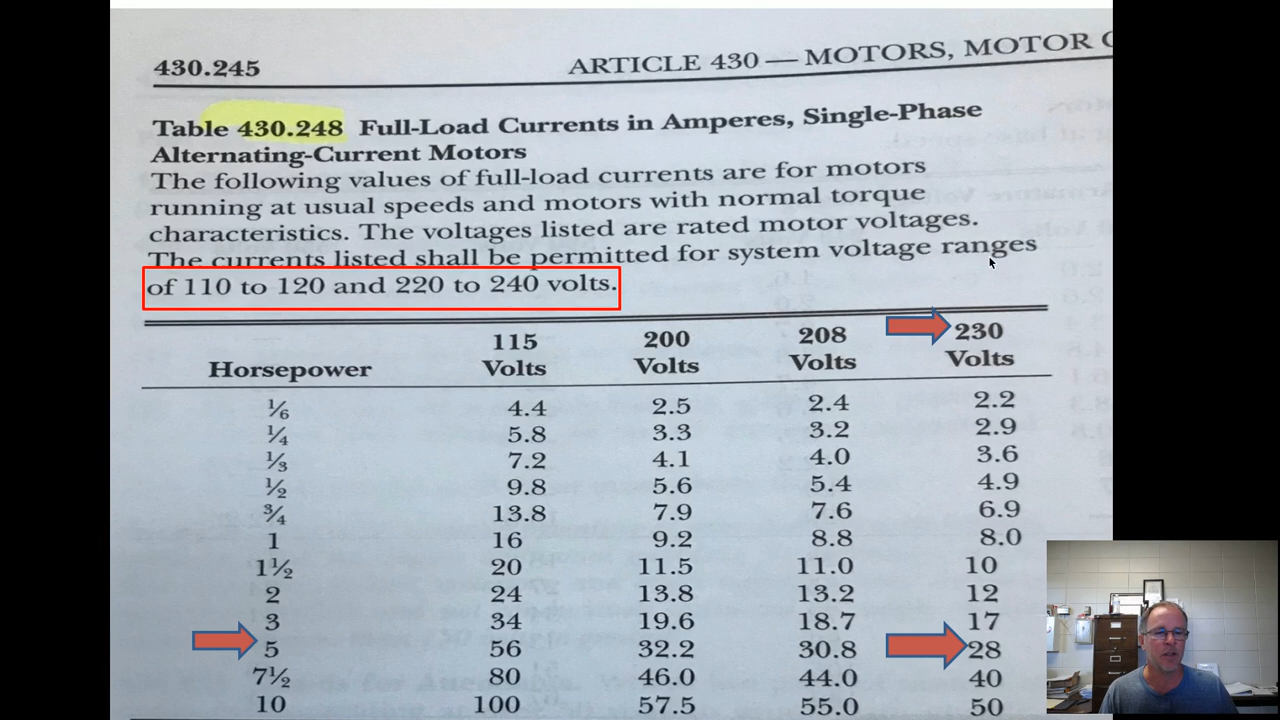 430.245 ARTICLE 430 — MOTORS, MOTOR
Table 430.248 Full-Load Currents in Amperes, Single-Phase
Alternating-Current Motors
The following values of full-load currents are for motors
running at usual speeds and motors with normal torque
characteristics. The voltages listed are rated motor voltages.
The currents listed shall be permitted for system voltage ranges
of 110 to 120 and 220 to 240 volts.
115 200 208 230
Horsepower Volts Volts Volts Volts
⅙ 4.4 2.5 2.4 2.2
¼ 5.8 3.3 3.2 2.9
⅓ 7.2 4.1 4.0 3.6
½ 9.8 5.6 5.4 4.9
¾ 13.8 7.9 7.6 6.9
1 16 9.2 8.8 8.0
1½ 20 11.5 11.0 10
2 24 13.8 13.2 12
3 34 19.6 18.7 17
5 56 32.2 30.8 28
7½ 80 46.0 44.0 40
10 100 57.5 55.0 50